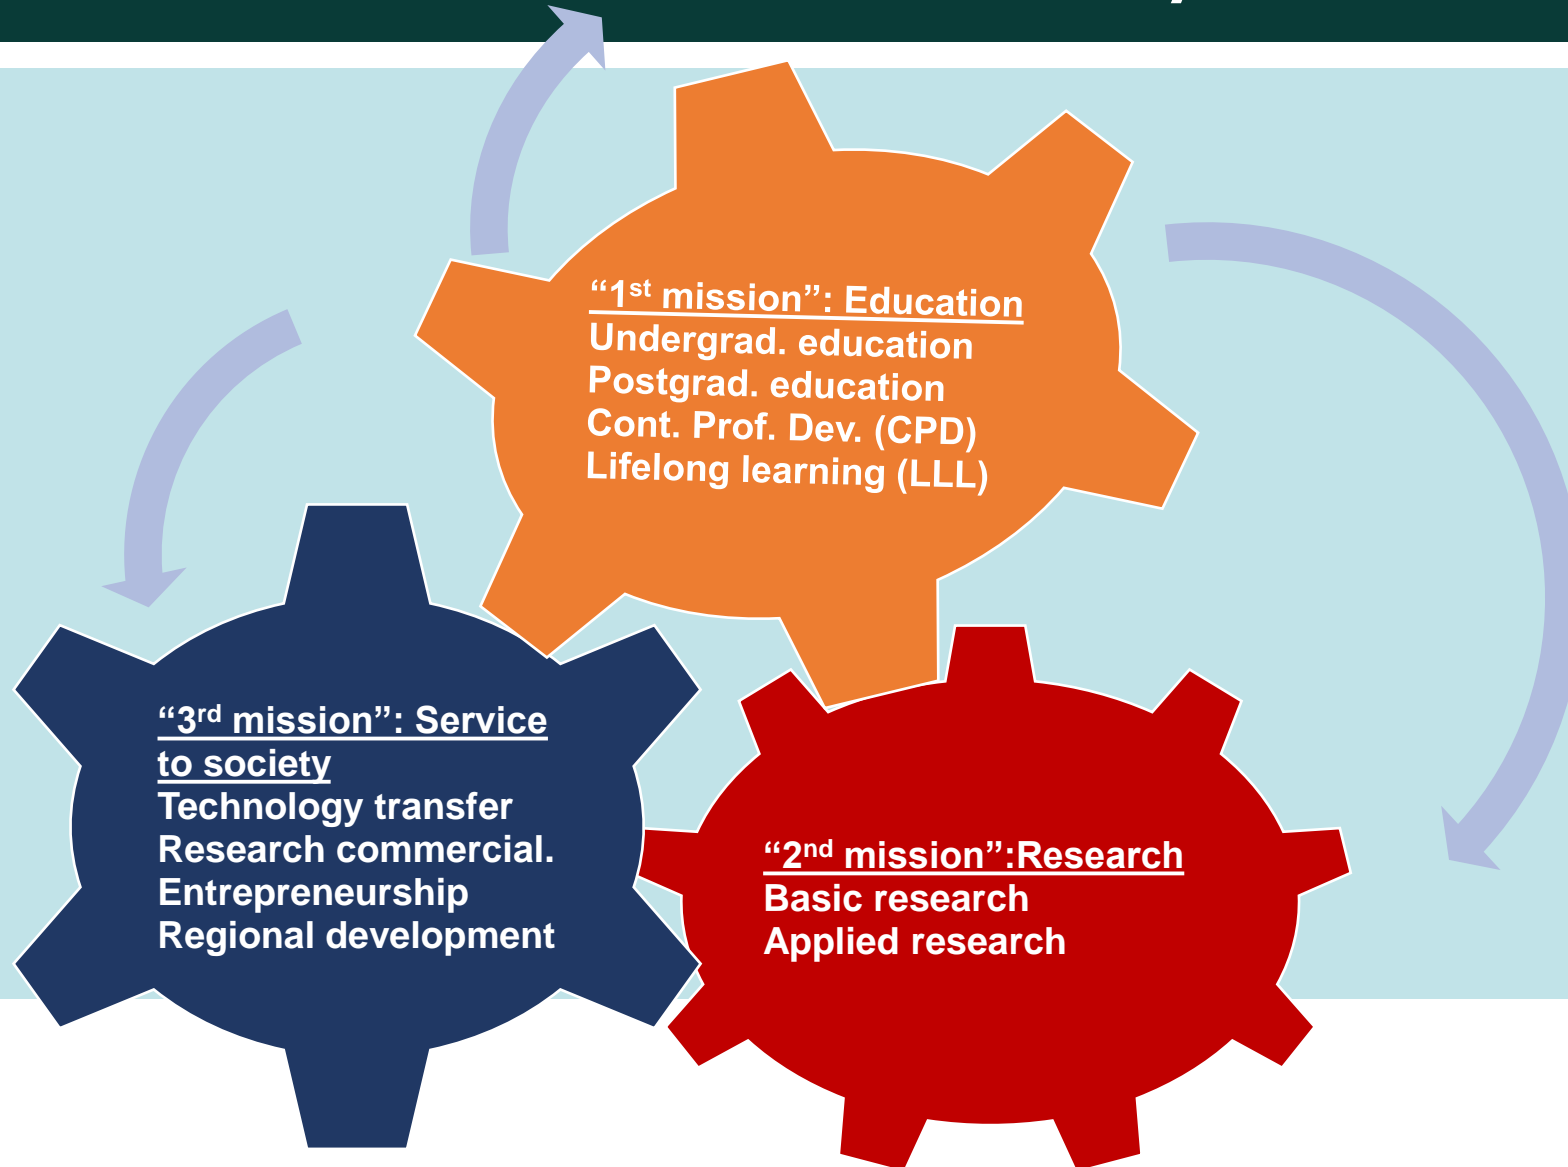 “1st mission”: Education
Undergrad. education
Postgrad. education
Cont. Prof. Dev. (CPD)
Lifelong learning (LLL)
“3rd mission”: Service
to society
Technology transfer
Research commercial.
Entrepreneurship
Regional development
“2nd mission”:Research
Basic research
Applied research